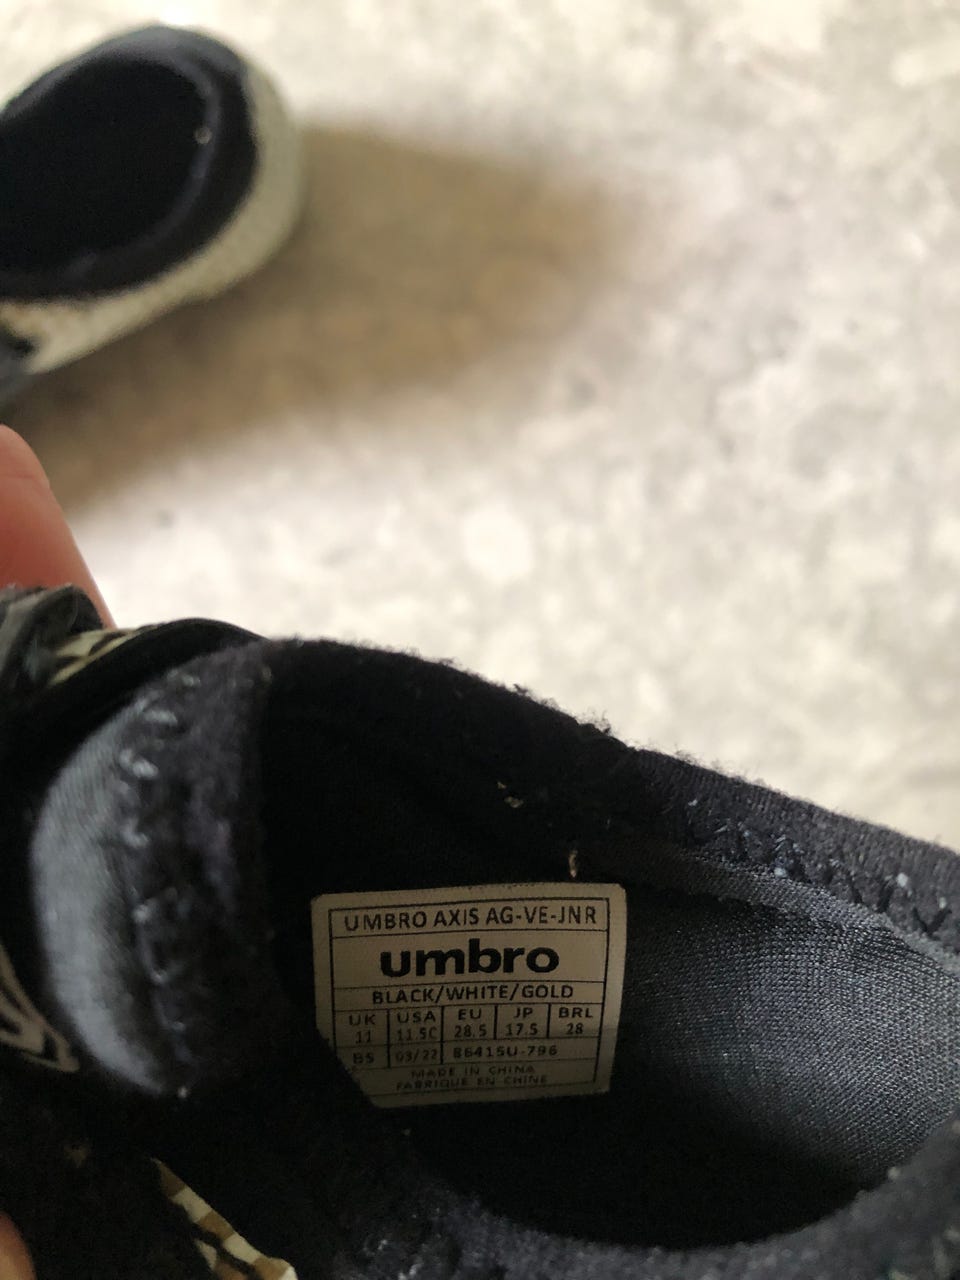 UMBRO AXIS AG-VE-JNR
umbro
BLACK/WHITE/GOLD
UK USA EU JP BRL
11 11.5C 28.5 17.5 28
BS 03/22 86415U-796
MADE IN CHINA
FABRIQUE EN CHINE